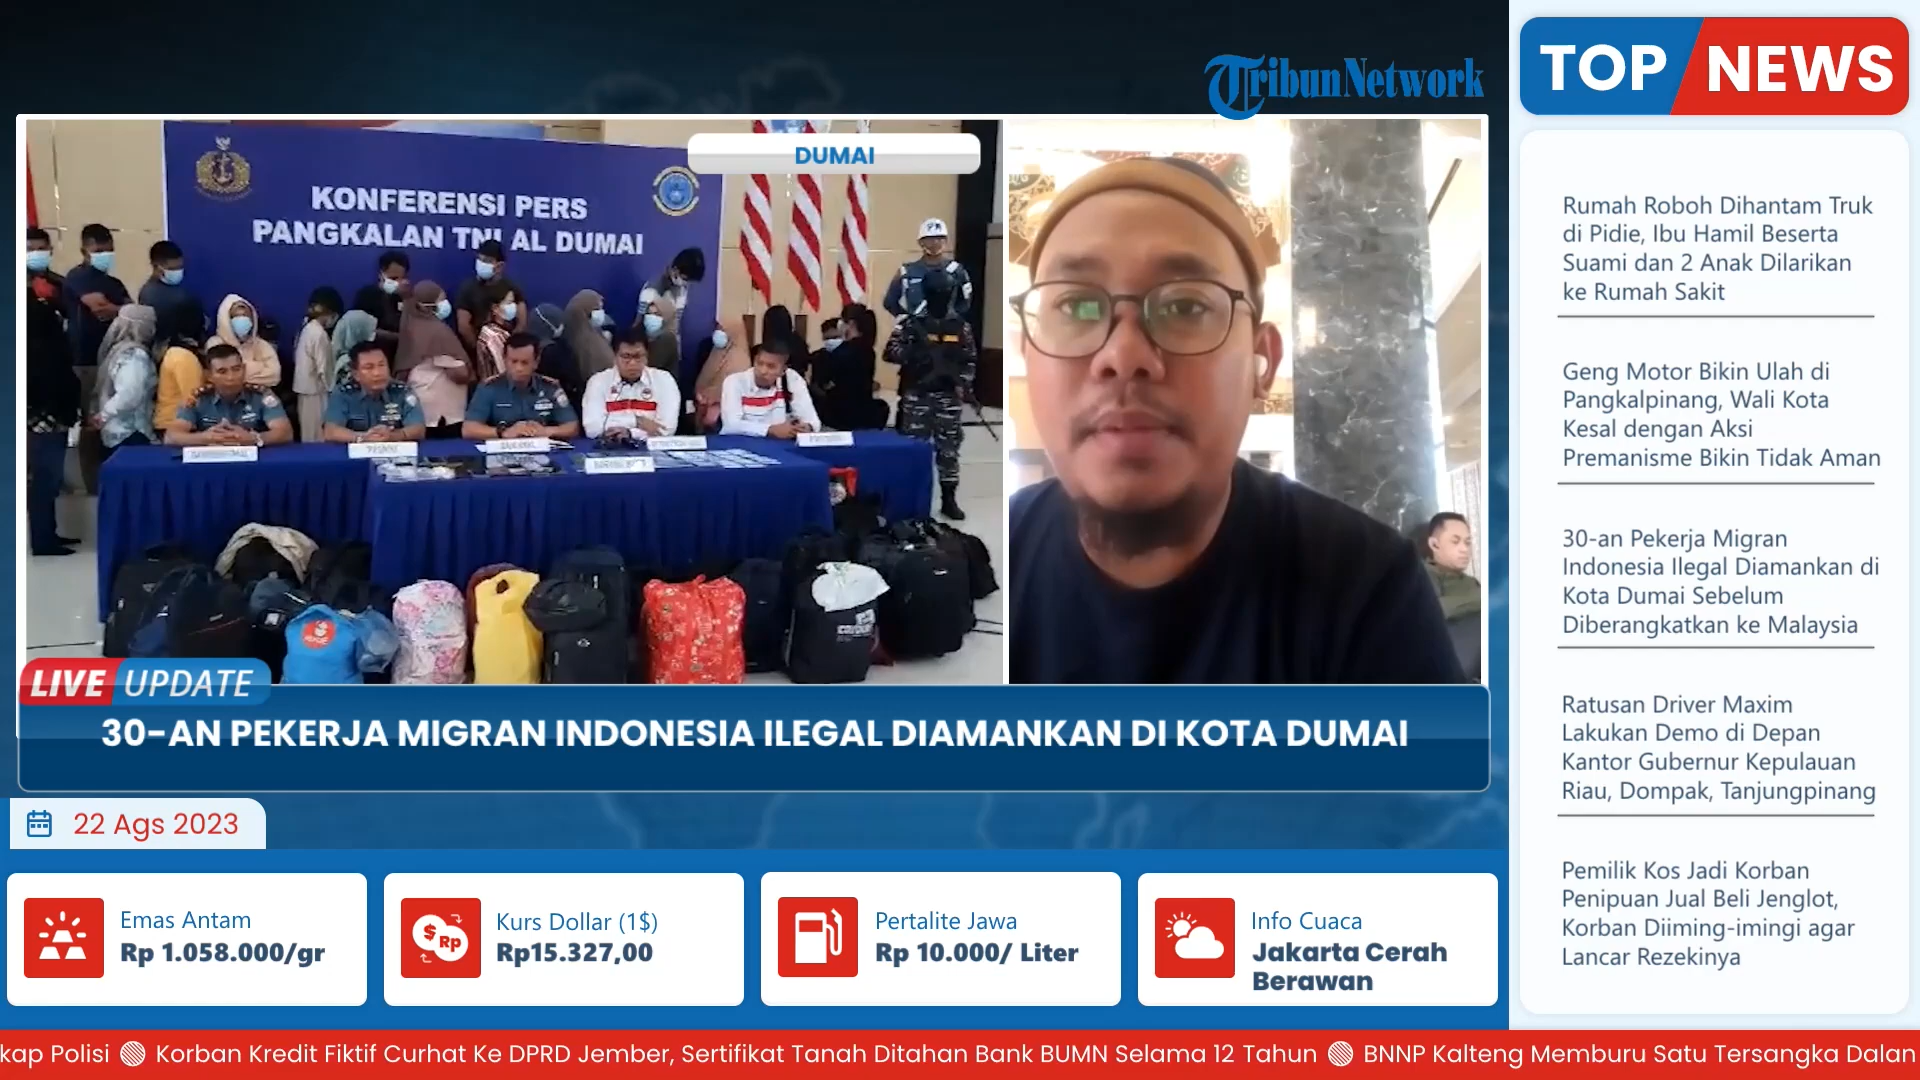 TribunNetwork
TOP NEWS
DUMAI
KONFERENSI PERS
PANGKALAN TNI AL DUMAI
LIVE UPDATE
30-AN PEKERJA MIGRAN INDONESIA ILEGAL DIAMANKAN DI KOTA DUMAI
22 Ags 2023
Emas Antam
Rp 1.058.000/gr
Kurs Dollar (1$)
Rp15.327,00
Pertalite Jawa
Rp 10.000/ Liter
Info Cuaca
Jakarta Cerah
Berawan
Rumah Roboh Dihantam Truk
di Pidie, Ibu Hamil Beserta
Suami dan 2 Anak Dilarikan
ke Rumah Sakit
Geng Motor Bikin Ulah di
Pangkalpinang, Wali Kota
Kesal dengan Aksi
Premanisme Bikin Tidak Aman
30-an Pekerja Migran
Indonesia Ilegal Diamankan di
Kota Dumai Sebelum
Diberangkatkan ke Malaysia
Ratusan Driver Maxim
Lakukan Demo di Depan
Kantor Gubernur Kepulauan
Riau, Dompak, Tanjungpinang
Pemilik Kos Jadi Korban
Penipuan Jual Beli Jenglot,
Korban Diiming-imingi agar
Lancar Rezekinya
kap Polisi Korban Kredit Fiktif Curhat Ke DPRD Jember, Sertifikat Tanah Ditahan Bank BUMN Selama 12 Tahun BNNP Kalteng Memburu Satu Tersangka Dalan